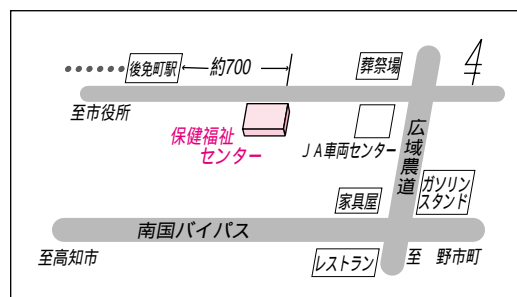 後免町駅
約700
葬祭場
至市役所
保健福祉
センター
JA車両センター
広域農道
家具屋
ガソリン
スタンド
南国バイパス
至高知市
レストラン
至 野市町